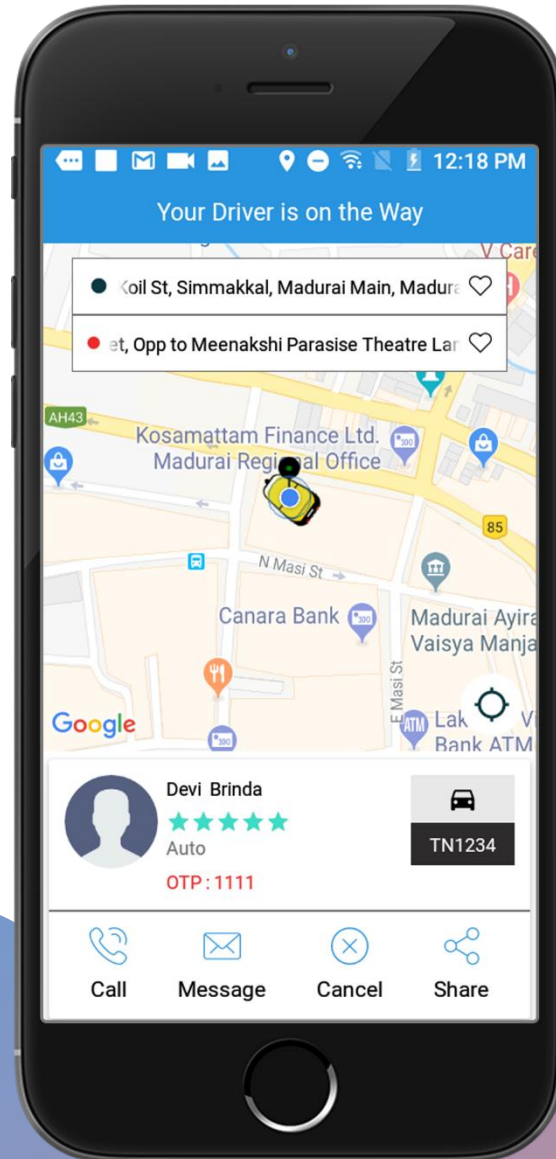 12:18 PM
Your Driver is on the Way
V Care
Koil St, Simmakkal, Madurai Main, Madura
et, Opp to Meenakshi Parasise Theatre Lar
AH43
Kosamattam Finance Ltd.
Madurai Regional Office
85
N Masi St
Canara Bank
Madurai Ayira
Vaisya Manja
E Masi St
Google
ATM
Lak Vi
Bank ATM
Devi Brinda
Auto
TN1234
OTP : 1111
Call Message Cancel Share